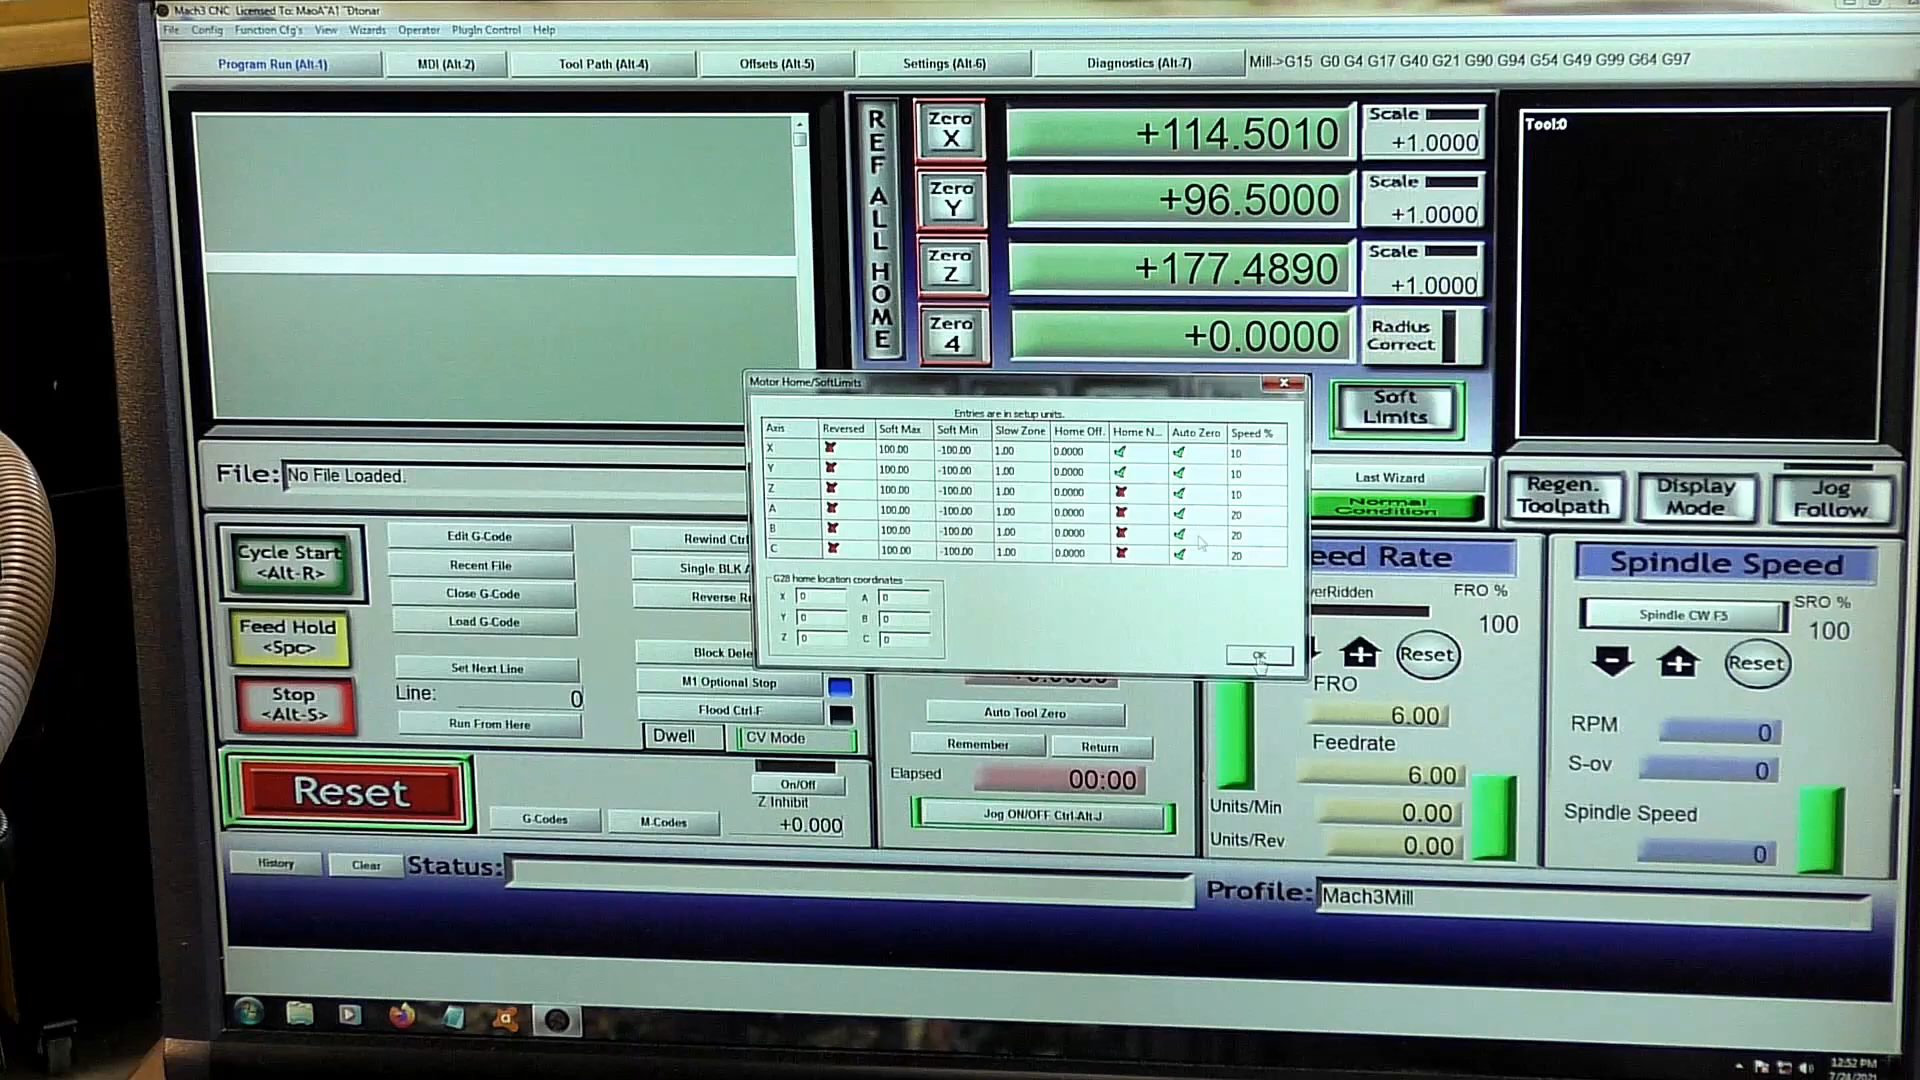 Mach3 CNC Licensed To:
File Config Function Cfg's View Wizards Operator PlugIn Control Help
Program Run (Alt-1) MDI (Alt-2) Tool Path (Alt-4) Offsets (Alt-5) Settings (Alt-6) Diagnostics (Alt-7) Mill->G15 G0 G4 G17 G40 G21 G90 G94 G54 G49 G99 G64 G97
REF ALL HOME
Zero X +114.5010 Scale +1.0000
Zero Y +96.5000 Scale +1.0000
Zero Z +177.4890 Scale +1.0000
Zero 4 +0.0000 Radius Correct
Tool:0
Soft Limits
Motor Home/SoftLimits
Entries are in setup units.
Axis Reversed Soft Max Soft Min Slow Zone Home Off. Home N... Auto Zero Speed %
X 100.00 -100.00 1.00 0.0000 10
Y 100.00 -100.00 1.00 0.0000 10
Z 100.00 -100.00 1.00 0.0000 10
A 100.00 -100.00 1.00 0.0000 20
B 100.00 -100.00 1.00 0.0000 20
C 100.00 -100.00 1.00 0.0000 20
G28 home location coordinates
X 0 A 0
Y 0 B 0
Z 0 C 0
OK
File: No File Loaded.
Last Wizard
Normal Condition
Regen. Toolpath Display Mode Jog Follow
Cycle Start <Alt-R>
Feed Hold <Spc>
Stop <Alt-S>
Edit G-Code
Recent File
Close G-Code
Load G-Code
Set Next Line
Line: 0
Run From Here
Rewind Ctrl
Single BLK A
Reverse Ru
Block Dele
M1 Optional Stop
Flood Ctrl-F
Dwell CV Mode
Reset
G-Codes M-Codes
On/Off
Z Inhibit
+0.000
Auto Tool Zero
Remember Return
Elapsed 00:00
Jog ON/OFF Ctrl-Alt-J
eed Rate
verRidden FRO %
100
Reset
FRO
6.00
Feedrate
6.00
Units/Min 0.00
Units/Rev 0.00
Spindle Speed
Spindle CW F5 SRO %
100
Reset
RPM 0
S-ov 0
Spindle Speed
0
History Clear Status:
Profile: Mach3Mill
12:52 PM